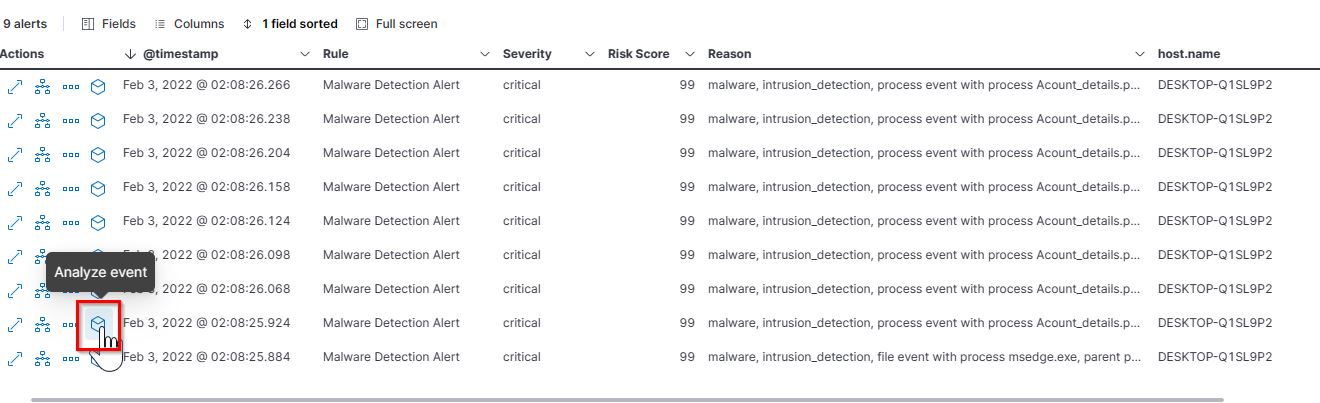 9 alerts Fields Columns 1 field sorted Full screen
Actions @timestamp Rule Severity Risk Score Reason host.name
Feb 3, 2022 @ 02:08:26.266 Malware Detection Alert critical 99 malware, intrusion_detection, process event with process Acount_details.p... DESKTOP-Q1SL9P2
Feb 3, 2022 @ 02:08:26.238 Malware Detection Alert critical 99 malware, intrusion_detection, process event with process Acount_details.p... DESKTOP-Q1SL9P2
Feb 3, 2022 @ 02:08:26.204 Malware Detection Alert critical 99 malware, intrusion_detection, process event with process Acount_details.p... DESKTOP-Q1SL9P2
Feb 3, 2022 @ 02:08:26.158 Malware Detection Alert critical 99 malware, intrusion_detection, process event with process Acount_details.p... DESKTOP-Q1SL9P2
Feb 3, 2022 @ 02:08:26.124 Malware Detection Alert critical 99 malware, intrusion_detection, process event with process Acount_details.p... DESKTOP-Q1SL9P2
2022 @ 02:08:26.098 Malware Detection Alert critical 99 malware, intrusion_detection, process event with process Acount_details.p... DESKTOP-Q1SL9P2
Analyze event
2022 @ 02:08:26.068 Malware Detection Alert critical 99 malware, intrusion_detection, process event with process Acount_details.p... DESKTOP-Q1SL9P2
Feb 3, 2022 @ 02:08:25.924 Malware Detection Alert critical 99 malware, intrusion_detection, process event with process Acount_details.p... DESKTOP-Q1SL9P2
Feb 3, 2022 @ 02:08:25.884 Malware Detection Alert critical 99 malware, intrusion_detection, file event with process msedge.exe, parent p... DESKTOP-Q1SL9P2